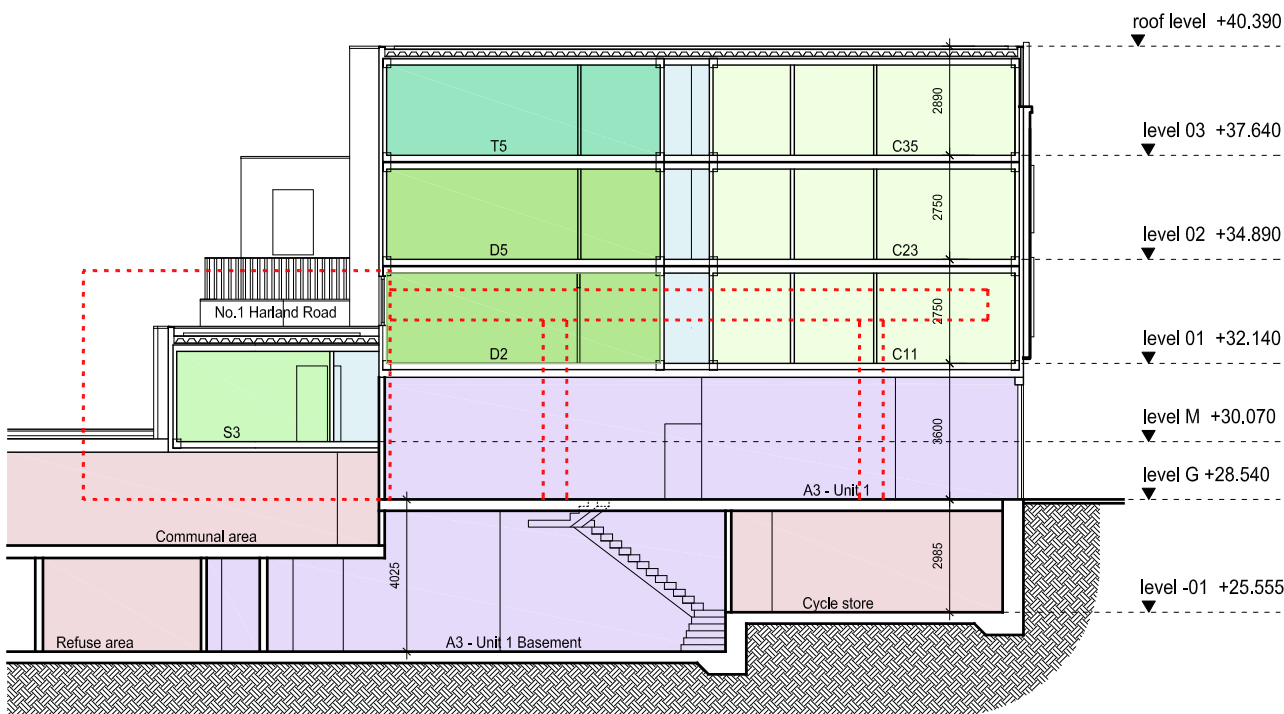 roof level +40.390
2890
level 03 +37.640
T5
C35
2750
level 02 +34.890
D5
C23
No.1 Harland Road
2750
level 01 +32.140
D2
C11
level M +30.070
S3
3600
level G +28.540
A3 - Unit 1
Communal area
4025
2985
level -01 +25.555
Cycle store
Refuse area
A3 - Unit 1 Basement